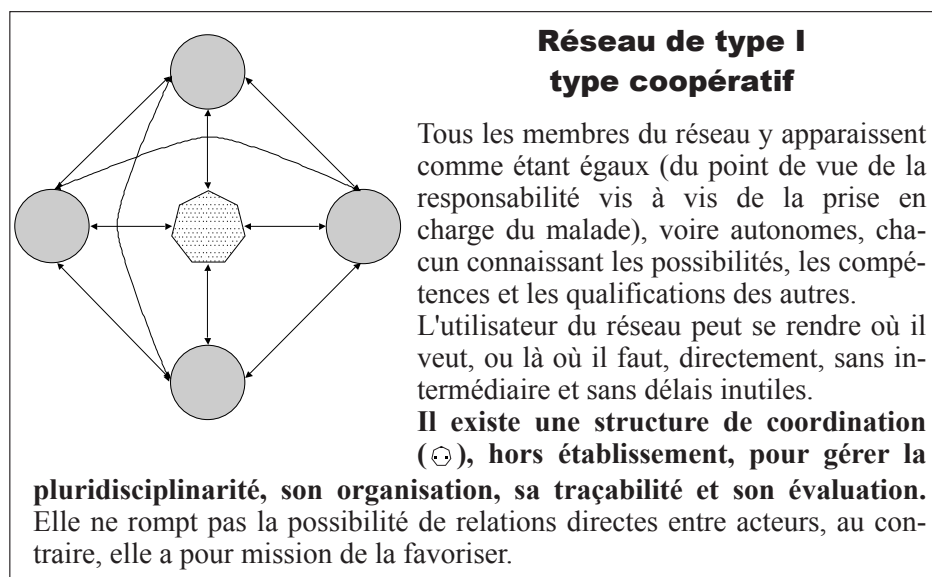 Réseau de type I
type coopératif
Tous les membres du réseau y apparaissent
comme étant égaux (du point de vue de la
responsabilité vis à vis de la prise en
charge du malade), voire autonomes, cha-
cun connaissant les possibilités, les compé-
tences et les qualifications des autres.
L'utilisateur du réseau peut se rendre où il
veut, ou là où il faut, directement, sans in-
termédiaire et sans délais inutiles.
Il existe une structure de coordination
( ), hors établissement, pour gérer la
pluridisciplinarité, son organisation, sa traçabilité et son évaluation.
Elle ne rompt pas la possibilité de relations directes entre acteurs, au con-
traire, elle a pour mission de la favoriser.